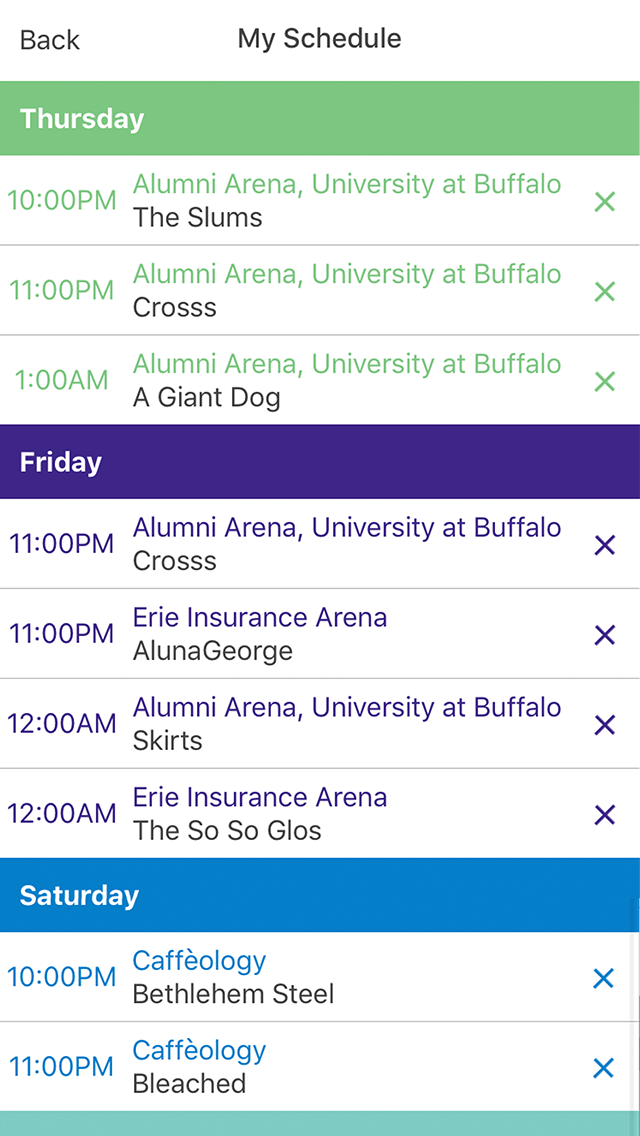 Back My Schedule
Thursday
10:00PM Alumni Arena, University at Buffalo
The Slums
11:00PM Alumni Arena, University at Buffalo
Crosss
1:00AM Alumni Arena, University at Buffalo
A Giant Dog
Friday
11:00PM Alumni Arena, University at Buffalo
Crosss
11:00PM Erie Insurance Arena
AlunaGeorge
12:00AM Alumni Arena, University at Buffalo
Skirts
12:00AM Erie Insurance Arena
The So So Glos
Saturday
10:00PM Caffèology
Bethlehem Steel
11:00PM Caffèology
Bleached